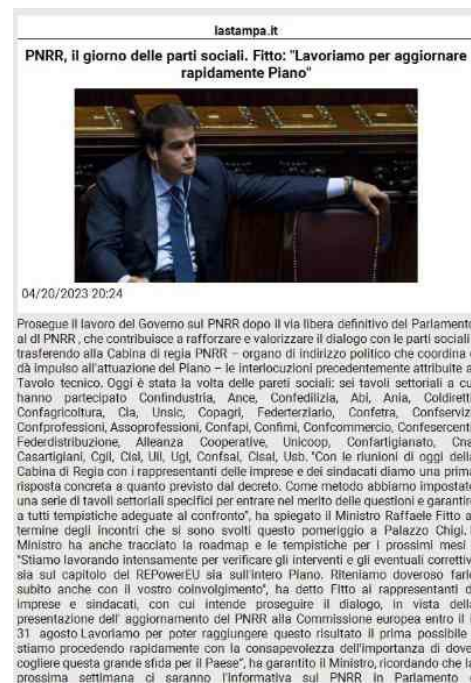 lastampa.it
PNRR, il giorno delle parti sociali. Fitto: "Lavoriamo per aggiornare
rapidamente Piano"
04/20/2023 20:24
Prosegue il lavoro del Governo sul PNRR dopo il via libera definitivo del Parlamento
al dl PNRR , che contribuisce a rafforzare e valorizzare il dialogo con le parti sociali
trasferendo alla Cabina di regia PNRR – organo di indirizzo politico che coordina e
dà impulso all'attuazione del Piano – le interlocuzioni precedentemente attribuite al
Tavolo tecnico. Oggi è stata la volta delle pareti sociali: sei tavoli settoriali a cui
hanno partecipato Confindustria, Ance, Confedilizia, Abi, Ania, Coldiretti
Confagricoltura, Cia, Unsic, Copagri, Federterziario, Confetra, Confservizi
Confprofessioni, Assoprofessioni, Confapi, Confimi, Confcommercio, Confesercenti
Federdistribuzione, Alleanza Cooperative, Unicoop, Confartigianato, Cna
Casartigiani, Cgil, Cisl, Uil, Ugl, Confsal, Cisal, Usb. "Con le riunioni di oggi della
Cabina di Regia con i rappresentanti delle imprese e dei sindacati diamo una prima
risposta concreta a quanto previsto dal decreto. Come metodo abbiamo impostato
una serie di tavoli settoriali specifici per entrare nel merito delle questioni e garantire
a tutti tempistiche adeguate al confronto", ha spiegato il Ministro Raffaele Fitto al
termine degli incontri che si sono svolti questo pomeriggio a Palazzo Chigi.
Ministro ha anche tracciato la roadmap e le tempistiche per i prossimi mesi.
"Stiamo lavorando intensamente per verificare gli interventi e gli eventuali correttivi
sia sul capitolo del REPowerEU sia sull'intero Piano. Riteniamo doveroso farlo
subito anche con il vostro coinvolgimento", ha detto Fitto ai rappresentanti di
imprese e sindacati, con cui intende proseguire il dialogo, in vista della
presentazione dell' aggiornamento del PNRR alla Commissione europea entro il
31 agosto Lavoriamo per poter raggiungere questo risultato il prima possibile
stiamo procedendo rapidamente con la consapevolezza dell'importanza di dover
cogliere questa grande sfida per il Paese", ha garantito il Ministro, ricordando che la
prossima settimana ci saranno l'Informativa sul PNRR in Parlamento